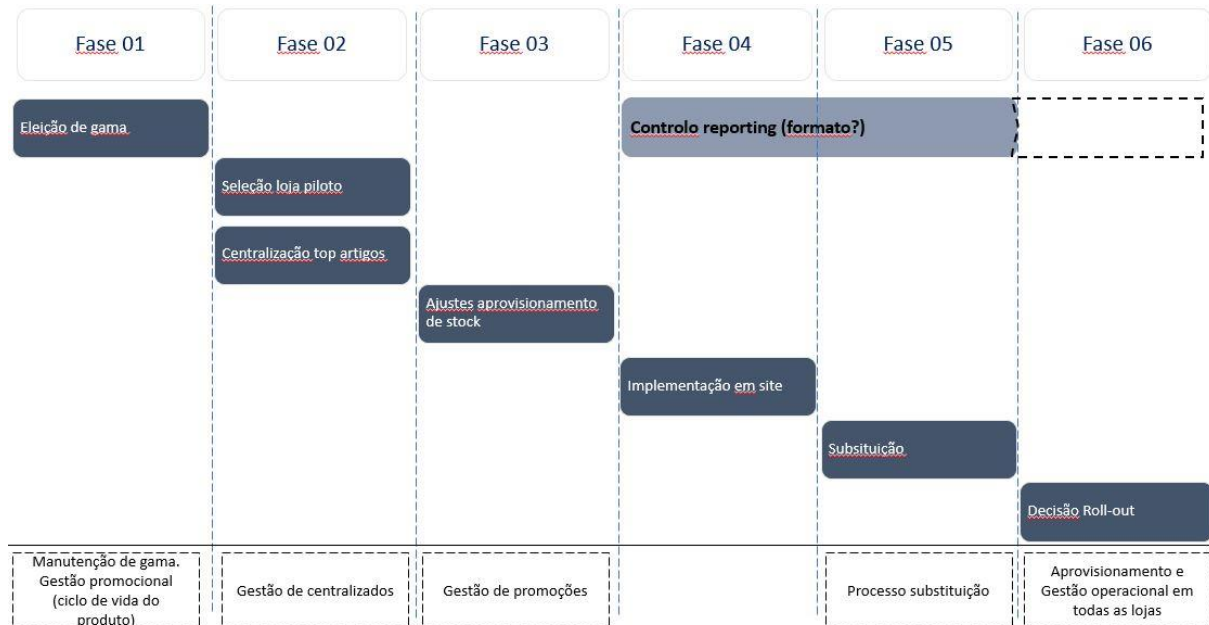 Fase 01
Fase 02
Fase 03
Fase 04
Fase 05
Fase 06
Eleição de gama
Controlo reporting (formato?)
Seleção loja piloto
Centralização top artigos
Ajustes aprovisionamento
de stock
Implementação em site
Subsituição
Decisão Roll-out
Manutenção de gama.
Gestão promocional
(ciclo de vida do
produto)
Gestão de centralizados
Gestão de promoções
Processo substituição
Aprovisionamento e
Gestão operacional em
todas as lojas